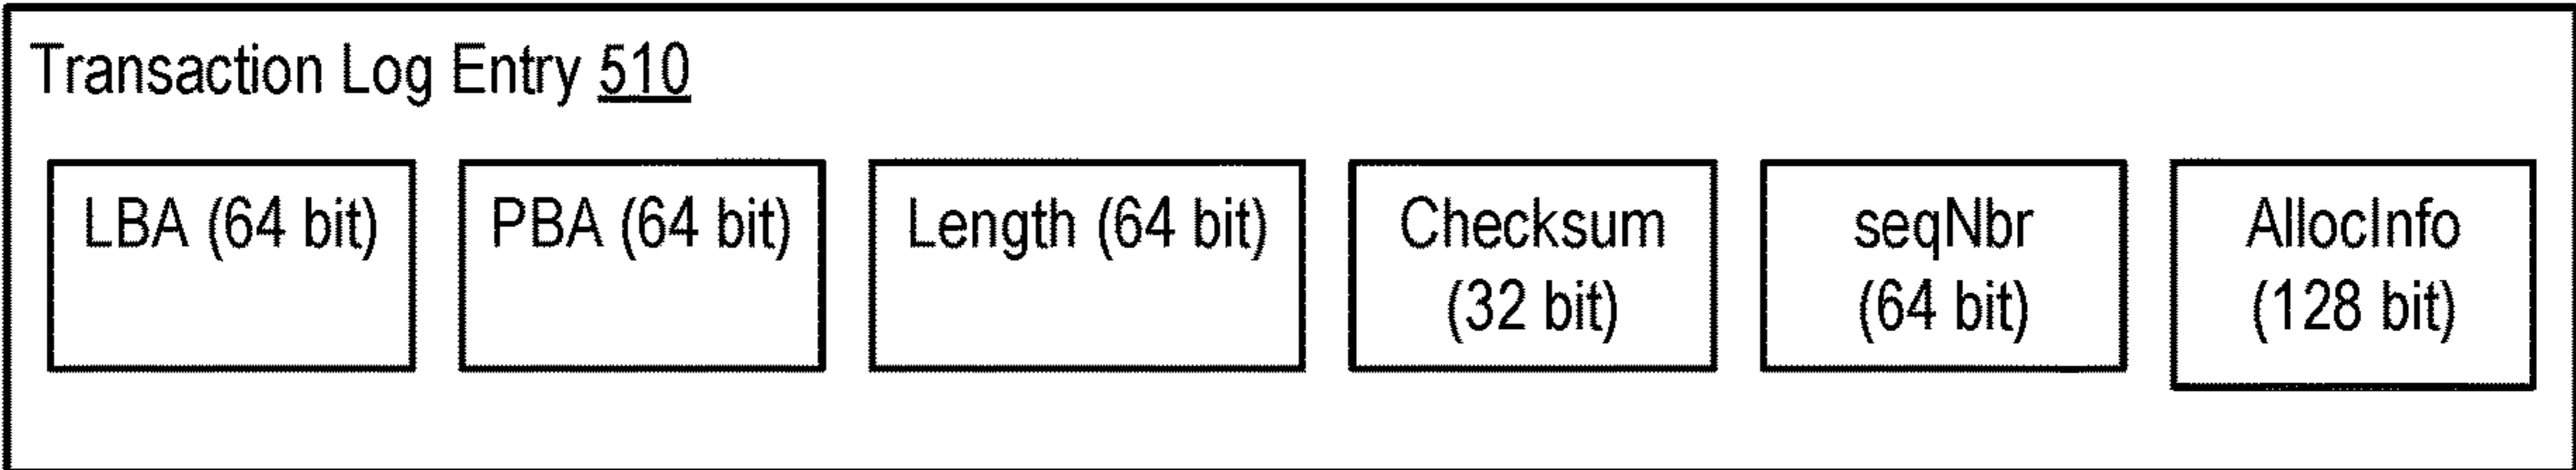 Transaction Log Entry 510
LBA (64 bit)
PBA (64 bit)
Length (64 bit)
Checksum
(32 bit)
seqNbr
(64 bit)
AllocInfo
(128 bit)